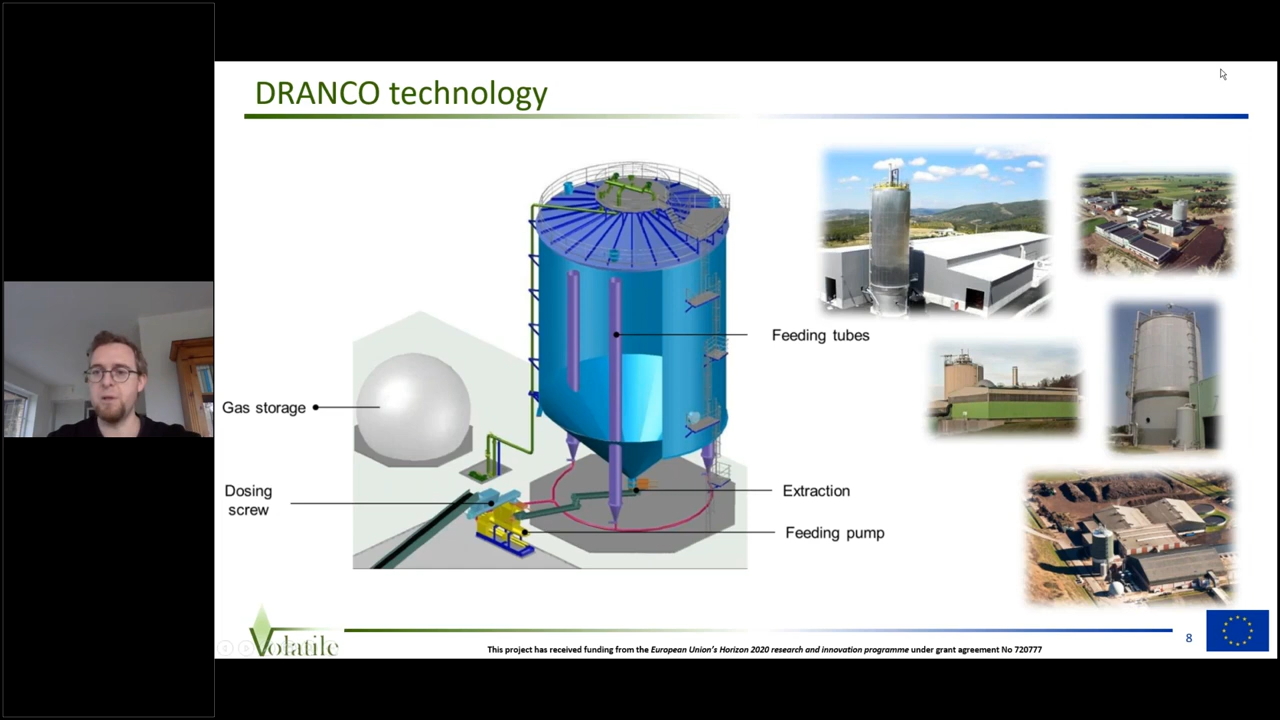 DRANCO technology
Feeding tubes
Gas storage
Dosing
screw
Extraction
Feeding pump
Volatile
This project has received funding from the European Union's Horizon 2020 research and innovation programme under grant agreement No 720777
8